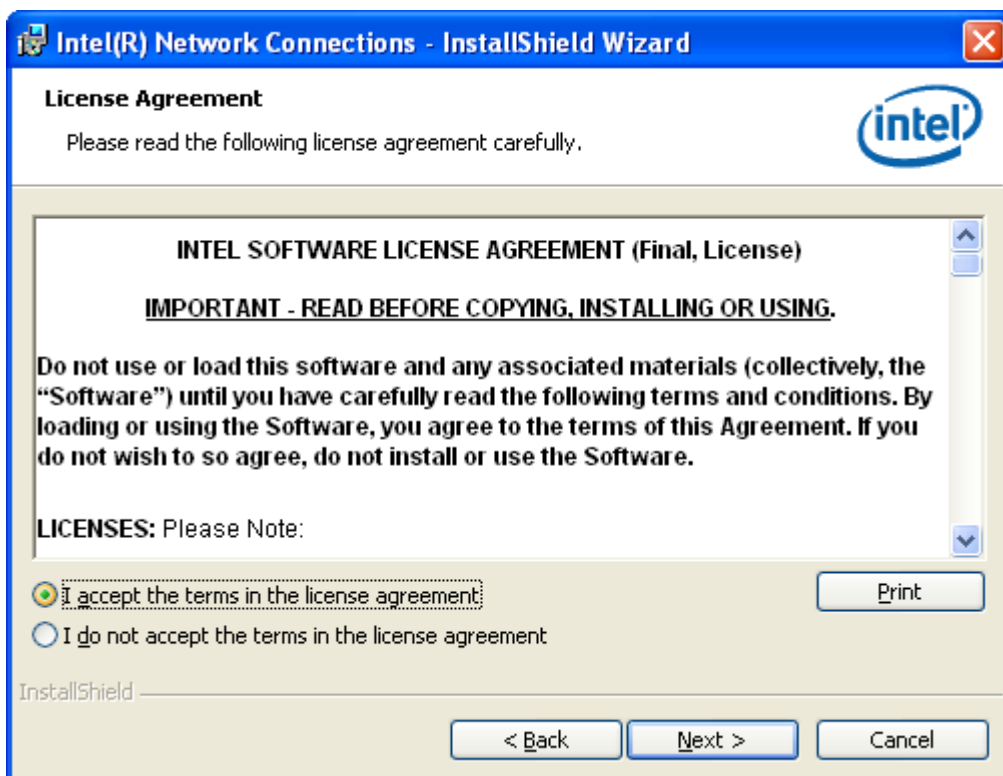 Intel(R) Network Connections - InstallShield Wizard
License Agreement
Please read the following license agreement carefully.
intel
INTEL SOFTWARE LICENSE AGREEMENT (Final, License)
IMPORTANT - READ BEFORE COPYING, INSTALLING OR USING.
Do not use or load this software and any associated materials (collectively, the
“Software”) until you have carefully read the following terms and conditions. By
loading or using the Software, you agree to the terms of this Agreement. If you
do not wish to so agree, do not install or use the Software.
LICENSES: Please Note:
I accept the terms in the license agreement
Print
I do not accept the terms in the license agreement
InstallShield
< Back
Next >
Cancel